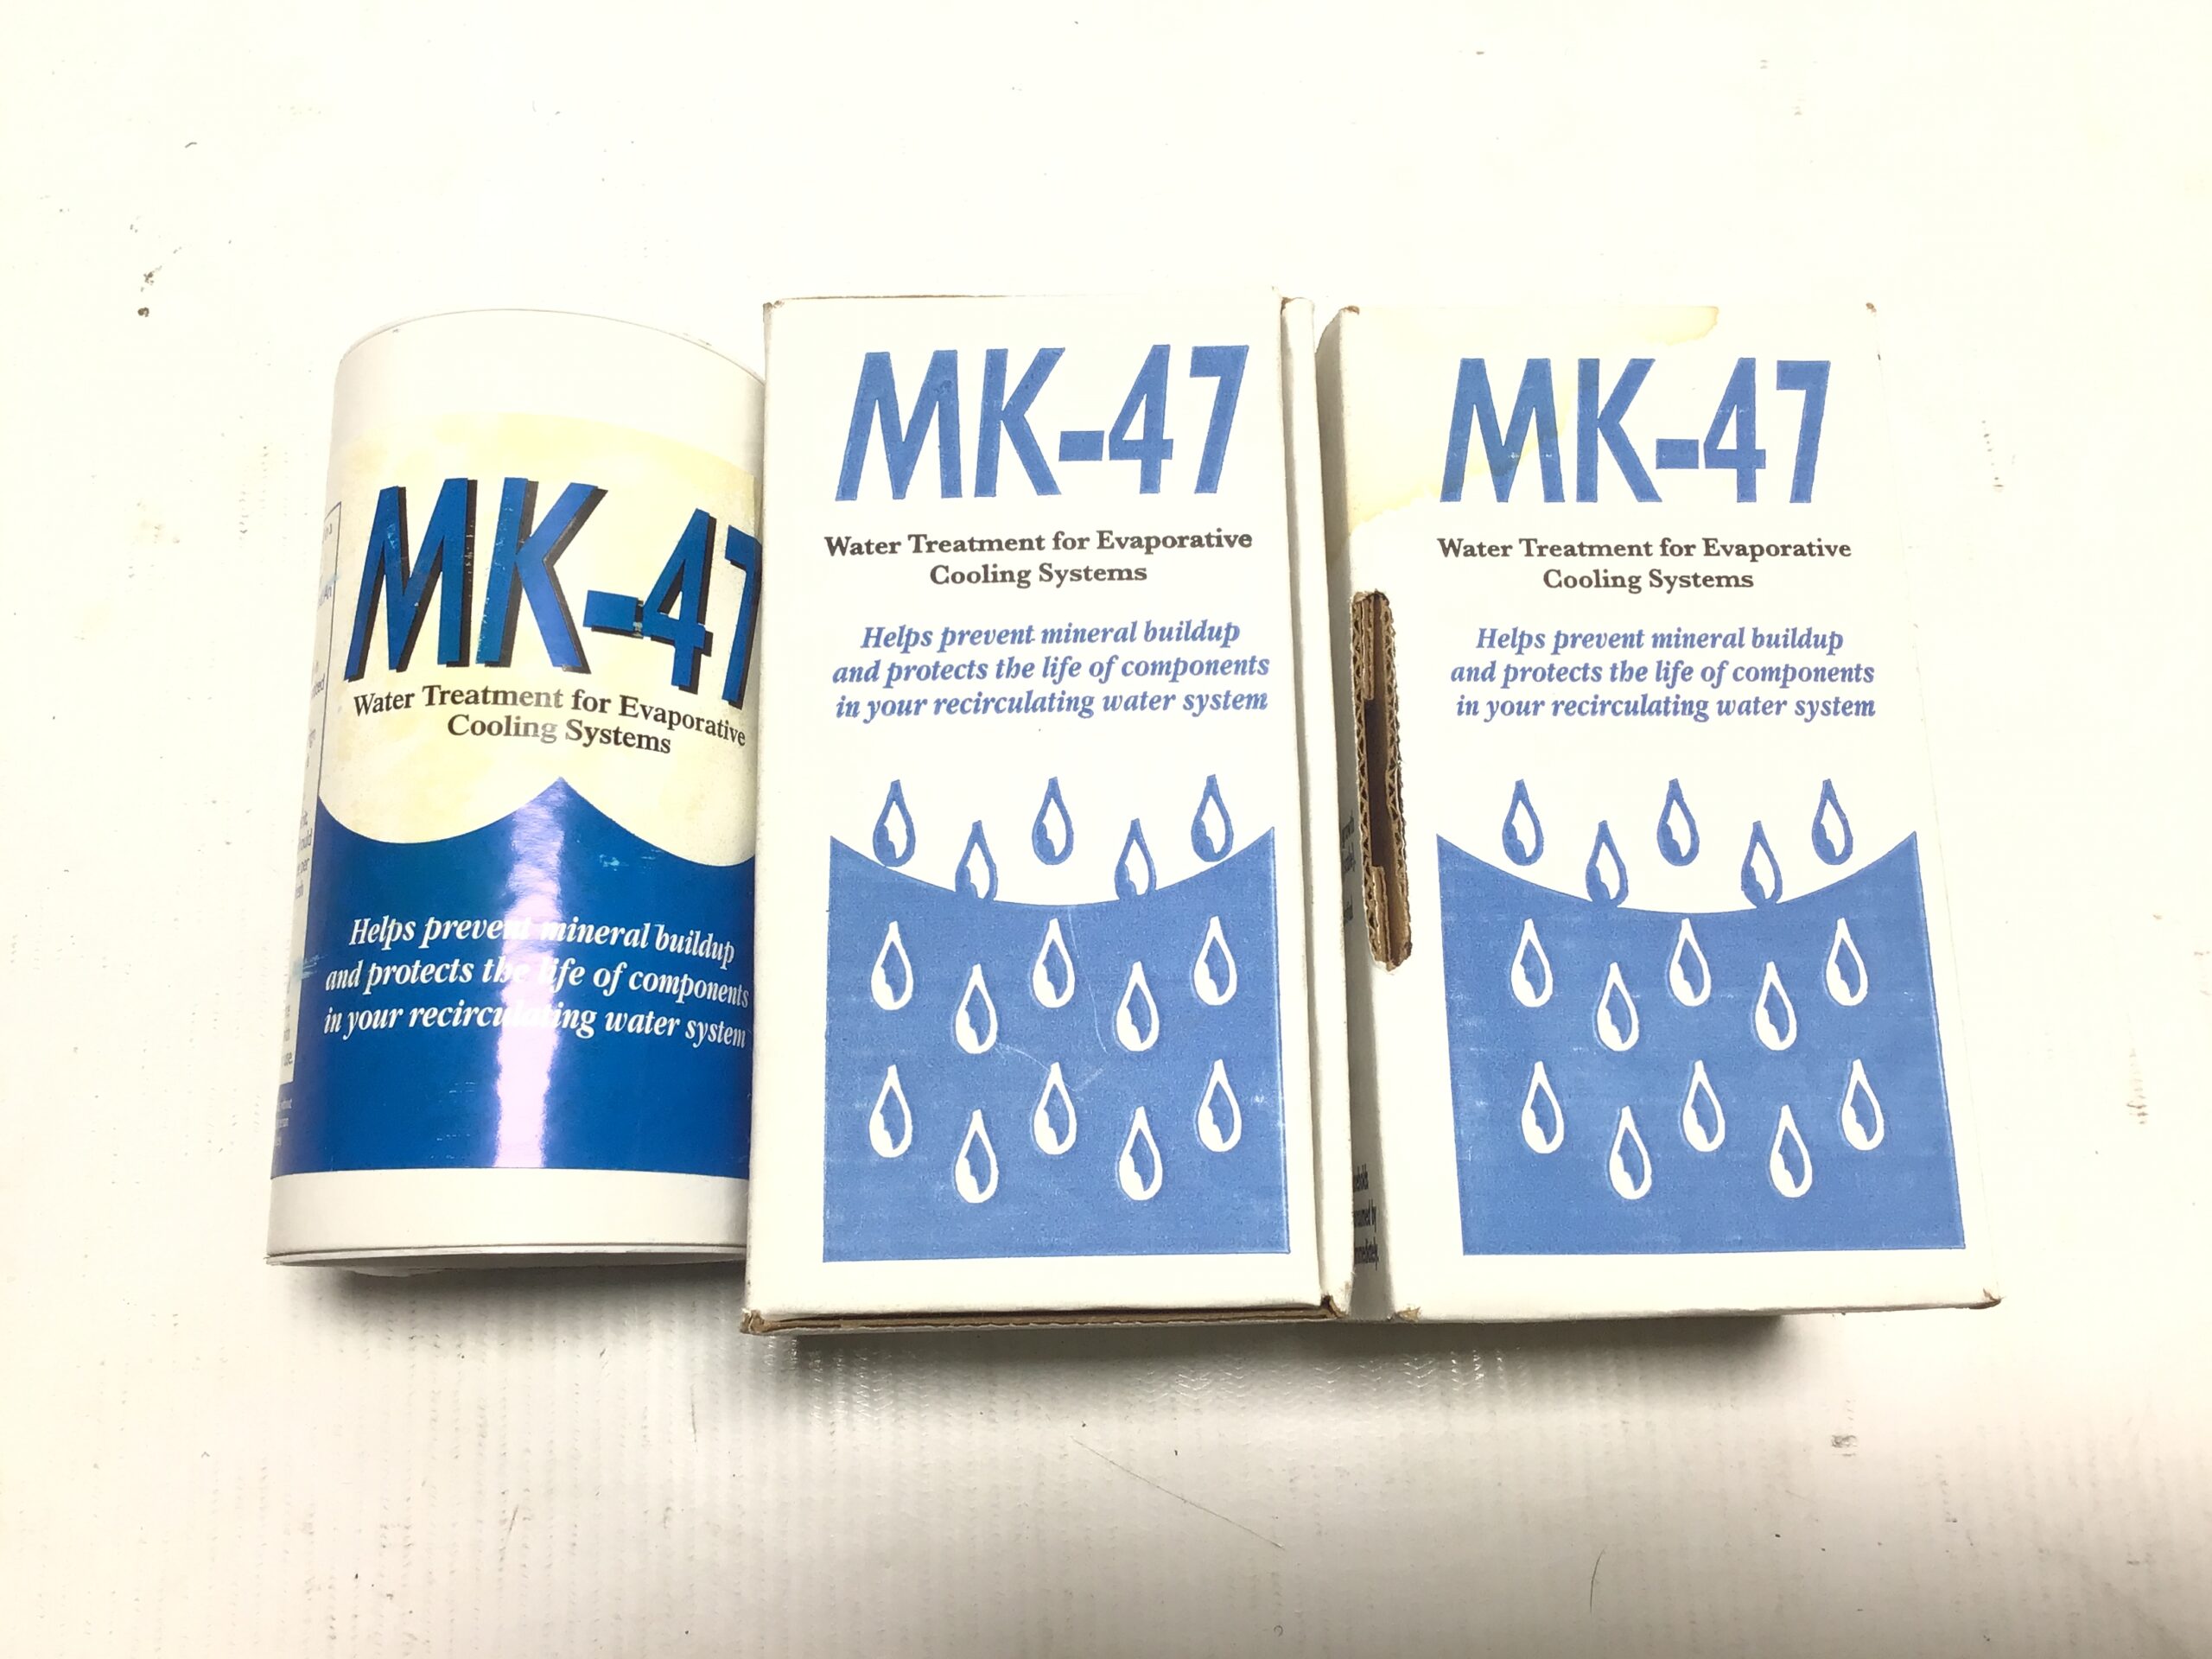 MK-47
Water Treatment for Evaporative
Cooling Systems
Helps prevent mineral buildup
and protects the life of components
in your recirculating water system
MK-47
Water Treatment for Evaporative
Cooling Systems
Helps prevent mineral buildup
and protects the life of components
in your recirculating water system
MK-47
Water Treatment for Evaporative
Cooling Systems
Helps prevent mineral buildup
and protects the life of components
in your recirculating water system